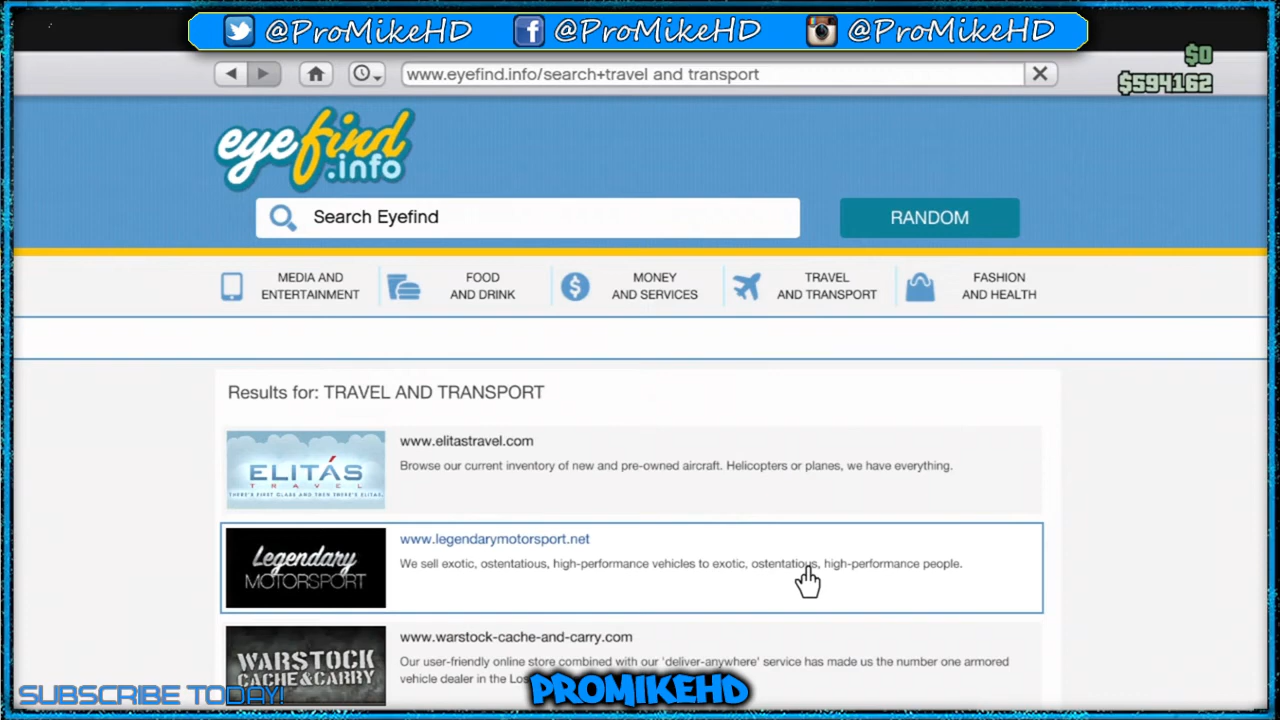 @ProMikeHD @ProMikeHD @ProMikeHD
$0
www.eyefind.info/search+travel and transport
$594162
eyefind
.info
Search Eyefind
RANDOM
MEDIA AND
ENTERTAINMENT
FOOD
AND DRINK
MONEY
AND SERVICES
TRAVEL
AND TRANSPORT
FASHION
AND HEALTH
Results for: TRAVEL AND TRANSPORT
ELITÁS
TRAVEL
THERE'S FIRST CLASS AND THEN THERE'S ELITAS.
www.elitastravel.com
Browse our current inventory of new and pre-owned aircraft. Helicopters or planes, we have everything.
Legendary
MOTORSPORT
www.legendarymotorsport.net
We sell exotic, ostentatious, high-performance vehicles to exotic, ostentatious, high-performance people.
WARSTOCK
CACHE & CARRY
www.warstock-cache-and-carry.com
Our user-friendly online store combined with our 'deliver-anywhere' service has made us the number one armored
vehicle dealer in the Los
SUBSCRIBE TODAY!
PROMIKEHD